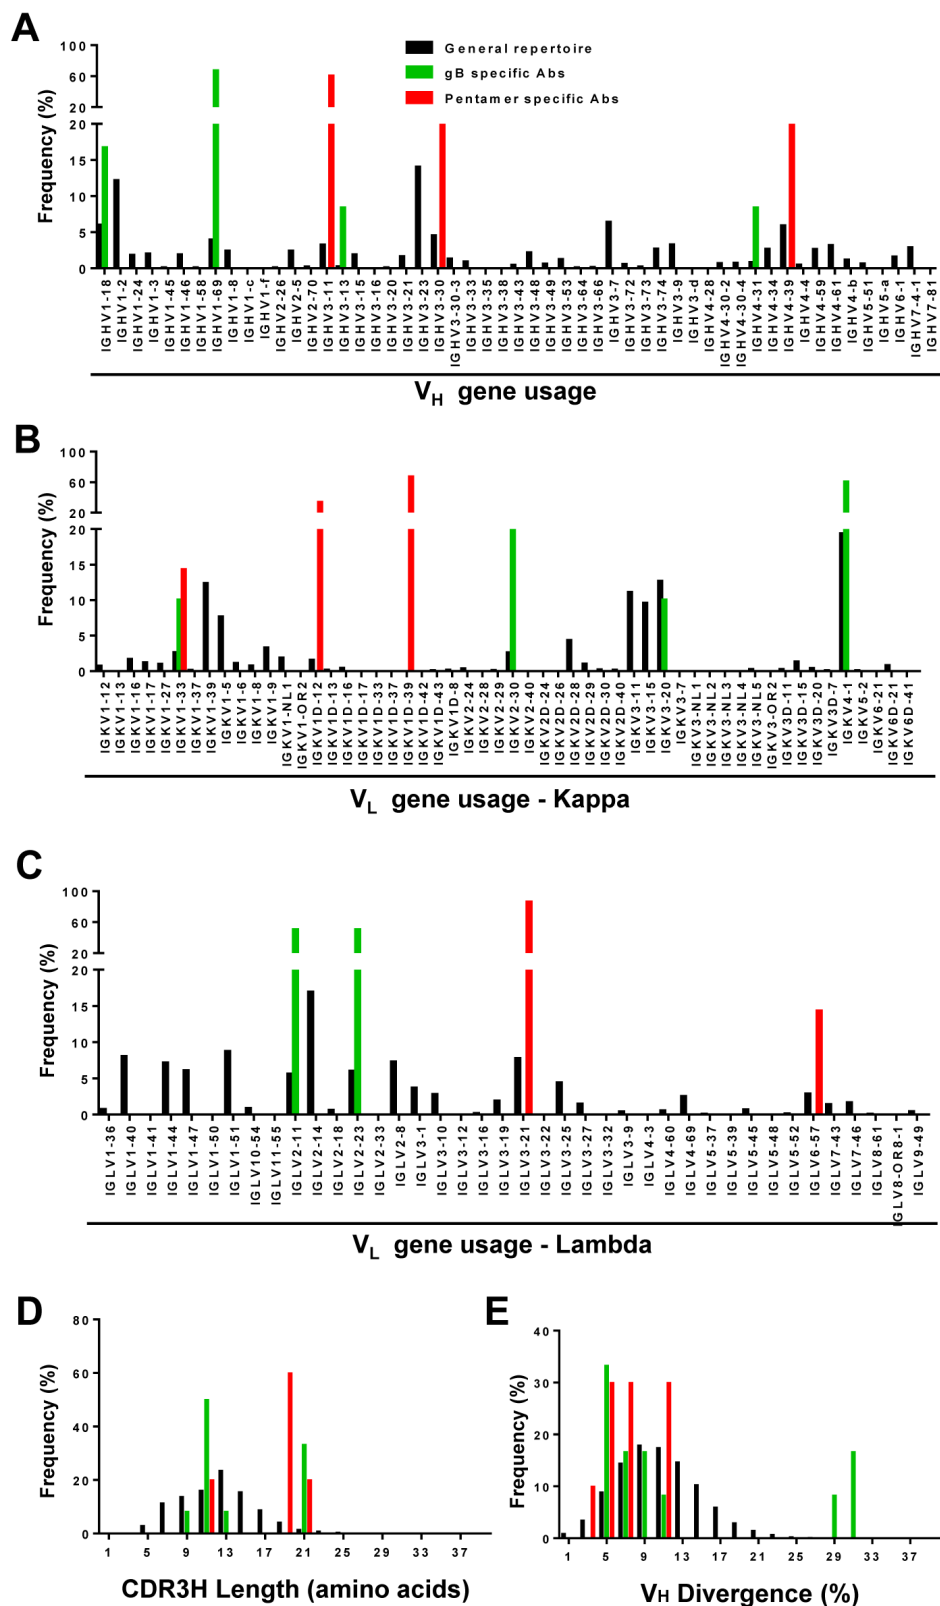 A
General repertoire
gB specific Abs
Pentamer specific Abs
Frequency (%)
100
60
20
20
15
10
5
0
IGHV1-18
IGHV1-2
IGHV1-24
IGHV1-3
IGHV1-45
IGHV1-46
IGHV1-58
IGHV1-69
IGHV1-8
IGHV1-c
IGHV1-f
IGHV2-26
IGHV2-5
IGHV2-70
IGHV3-11
IGHV3-13
IGHV3-15
IGHV3-16
IGHV3-20
IGHV3-21
IGHV3-23
IGHV3-30
IGHV3-30-3
IGHV3-33
IGHV3-35
IGHV3-38
IGHV3-43
IGHV3-48
IGHV3-49
IGHV3-53
IGHV3-64
IGHV3-66
IGHV3-7
IGHV3-72
IGHV3-73
IGHV3-74
IGHV3-9
IGHV3-d
IGHV4-28
IGHV4-30-2
IGHV4-30-4
IGHV4-31
IGHV4-34
IGHV4-39
IGHV4-4
IGHV4-59
IGHV4-61
IGHV4-b
IGHV5-51
IGHV5-a
IGHV6-1
IGHV7-4-1
IGHV7-81
VH gene usage
B
Frequency (%)
100
60
20
20
15
10
5
0
IGKV1-12
IGKV1-13
IGKV1-16
IGKV1-17
IGKV1-27
IGKV1-33
IGKV1-37
IGKV1-39
IGKV1-5
IGKV1-6
IGKV1-8
IGKV1-9
IGKV1-NL1
IGKV1-OR2
IGKV1D-12
IGKV1D-13
IGKV1D-16
IGKV1D-17
IGKV1D-33
IGKV1D-37
IGKV1D-39
IGKV1D-42
IGKV1D-43
IGKV1D-8
IGKV2-24
IGKV2-28
IGKV2-29
IGKV2-30
IGKV2-40
IGKV2D-24
IGKV2D-26
IGKV2D-28
IGKV2D-29
IGKV2D-30
IGKV2D-40
IGKV3-11
IGKV3-15
IGKV3-20
IGKV3-7
IGKV3-NL1
IGKV3-NL2
IGKV3-NL3
IGKV3-NL4
IGKV3-NL5
IGKV3-OR2
IGKV3D-11
IGKV3D-15
IGKV3D-20
IGKV3D-7
IGKV4-1
IGKV5-2
IGKV6-21
IGKV6D-21
IGKV6D-41
VL gene usage - Kappa
C
Frequency (%)
100
60
20
20
15
10
5
0
IGLV1-36
IGLV1-40
IGLV1-41
IGLV1-44
IGLV1-47
IGLV1-50
IGLV1-51
IGLV10-54
IGLV11-55
IGLV2-11
IGLV2-14
IGLV2-18
IGLV2-23
IGLV2-33
IGLV2-8
IGLV3-1
IGLV3-10
IGLV3-12
IGLV3-16
IGLV3-19
IGLV3-21
IGLV3-22
IGLV3-25
IGLV3-27
IGLV3-32
IGLV3-9
IGLV4-3
IGLV4-60
IGLV4-69
IGLV5-37
IGLV5-39
IGLV5-45
IGLV5-48
IGLV5-52
IGLV6-57
IGLV7-43
IGLV7-46
IGLV8-61
IGLV8-OR8-1
IGLV9-49
VL gene usage - Lambda
D
Frequency (%)
80
60
40
20
0
1 5 9 13 17 21 25 29 33 37
CDR3H Length (amino acids)
E
Frequency (%)
40
30
20
10
0
1 5 9 13 17 21 25 29 33 37
VH Divergence (%)